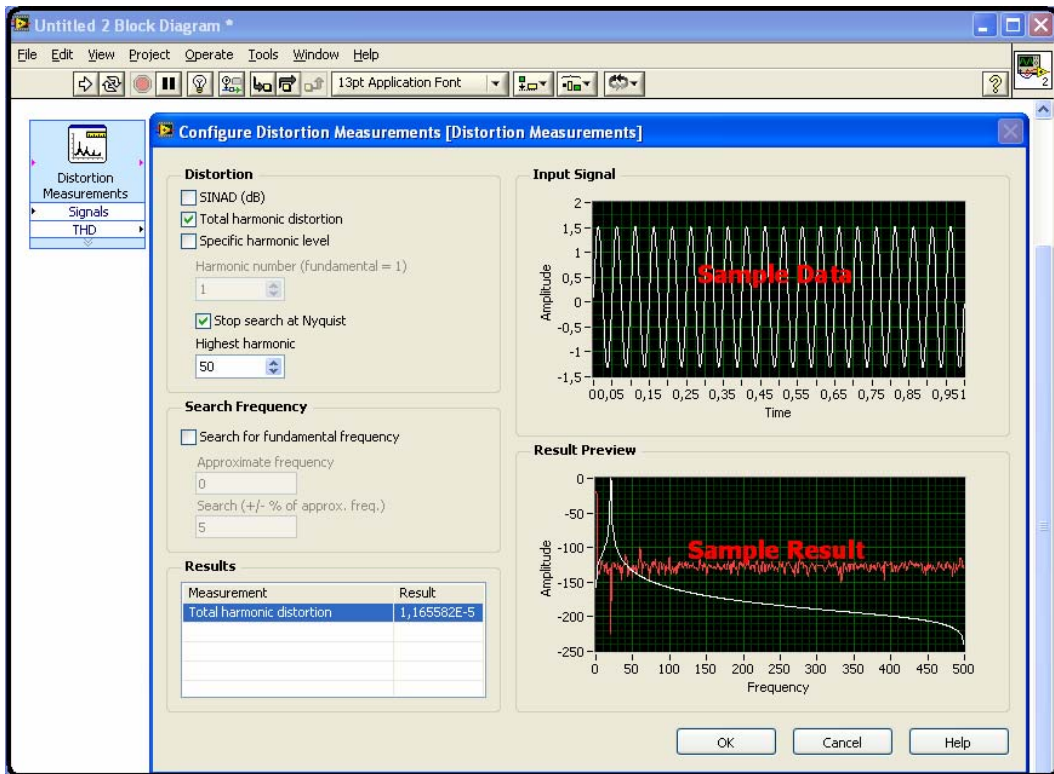 Untitled 2 Block Diagram *
File Edit View Project Operate Tools Window Help
13pt Application Font
2
Distortion
Measurements
Signals
THD
Configure Distortion Measurements [Distortion Measurements]
Distortion
SINAD (dB)
Total harmonic distortion
Specific harmonic level
Harmonic number (fundamental = 1)
1
Stop search at Nyquist
Highest harmonic
50
Search Frequency
Search for fundamental frequency
Approximate frequency
0
Search (+/- % of approx. freq.)
5
Results
Measurement Result
Total harmonic distortion 1,165582E-5
Input Signal
2
1,5
1
0,5
0
-0,5
-1
-1,5
Amplitude
Sample Data
0 0,05 0,15 0,25 0,35 0,45 0,55 0,65 0,75 0,85 0,95 1
Time
Result Preview
0
-50
-100
-150
-200
-250
Amplitude
Sample Result
0 50 100 150 200 250 300 350 400 450 500
Frequency
OK Cancel Help